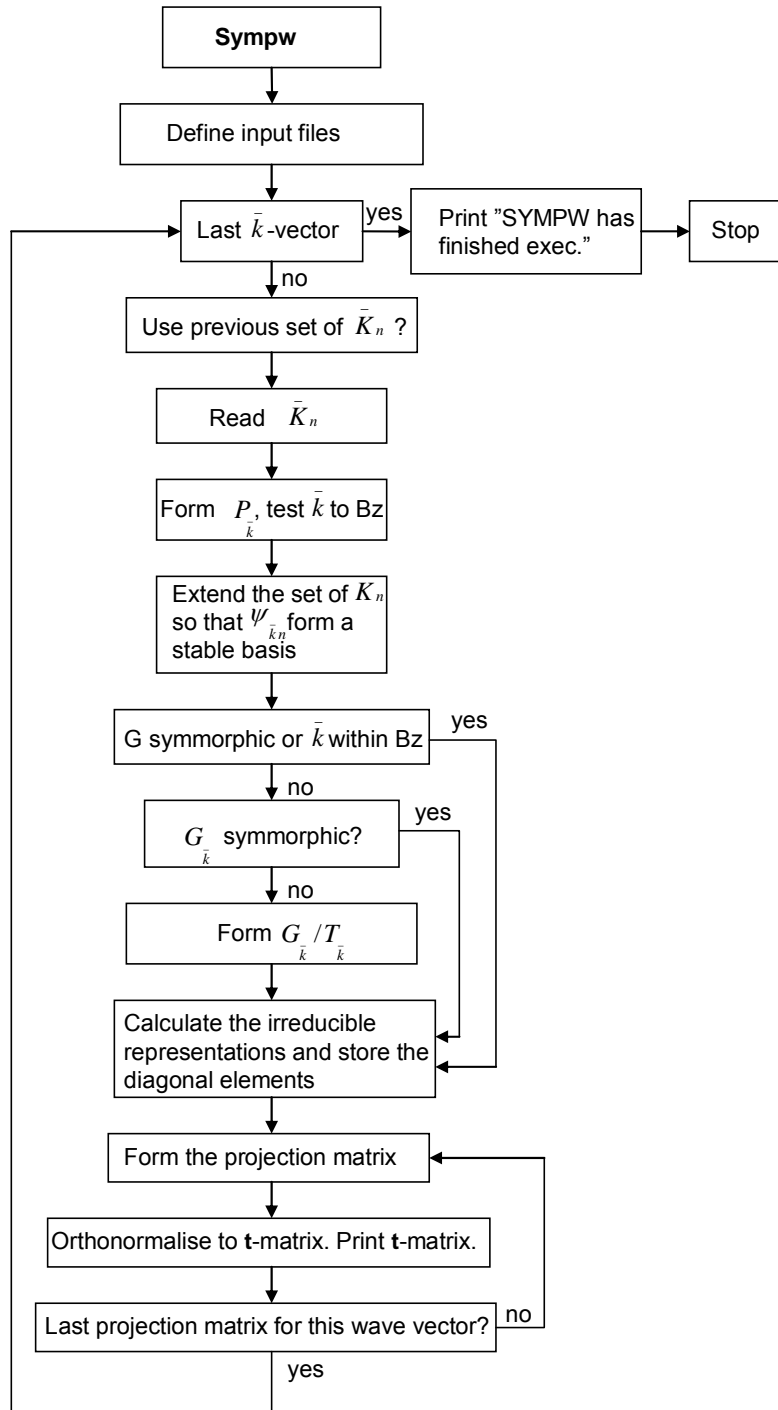 Sympw
Define input files
Last k̄-vector
yes
Print ”SYMPW has
finished exec.”
Stop
no
Use previous set of K̄n ?
Read K̄n
Form Pk̄, test k̄ to Bz
Extend the set of Kn
so that ψk̄n form a
stable basis
G symmorphic or k̄ within Bz
yes
no
Gk̄ symmorphic?
yes
no
Form Gk̄/Tk̄
Calculate the irreducible
representations and store the
diagonal elements
Form the projection matrix
Orthonormalise to t-matrix. Print t-matrix.
Last projection matrix for this wave vector?
no
yes